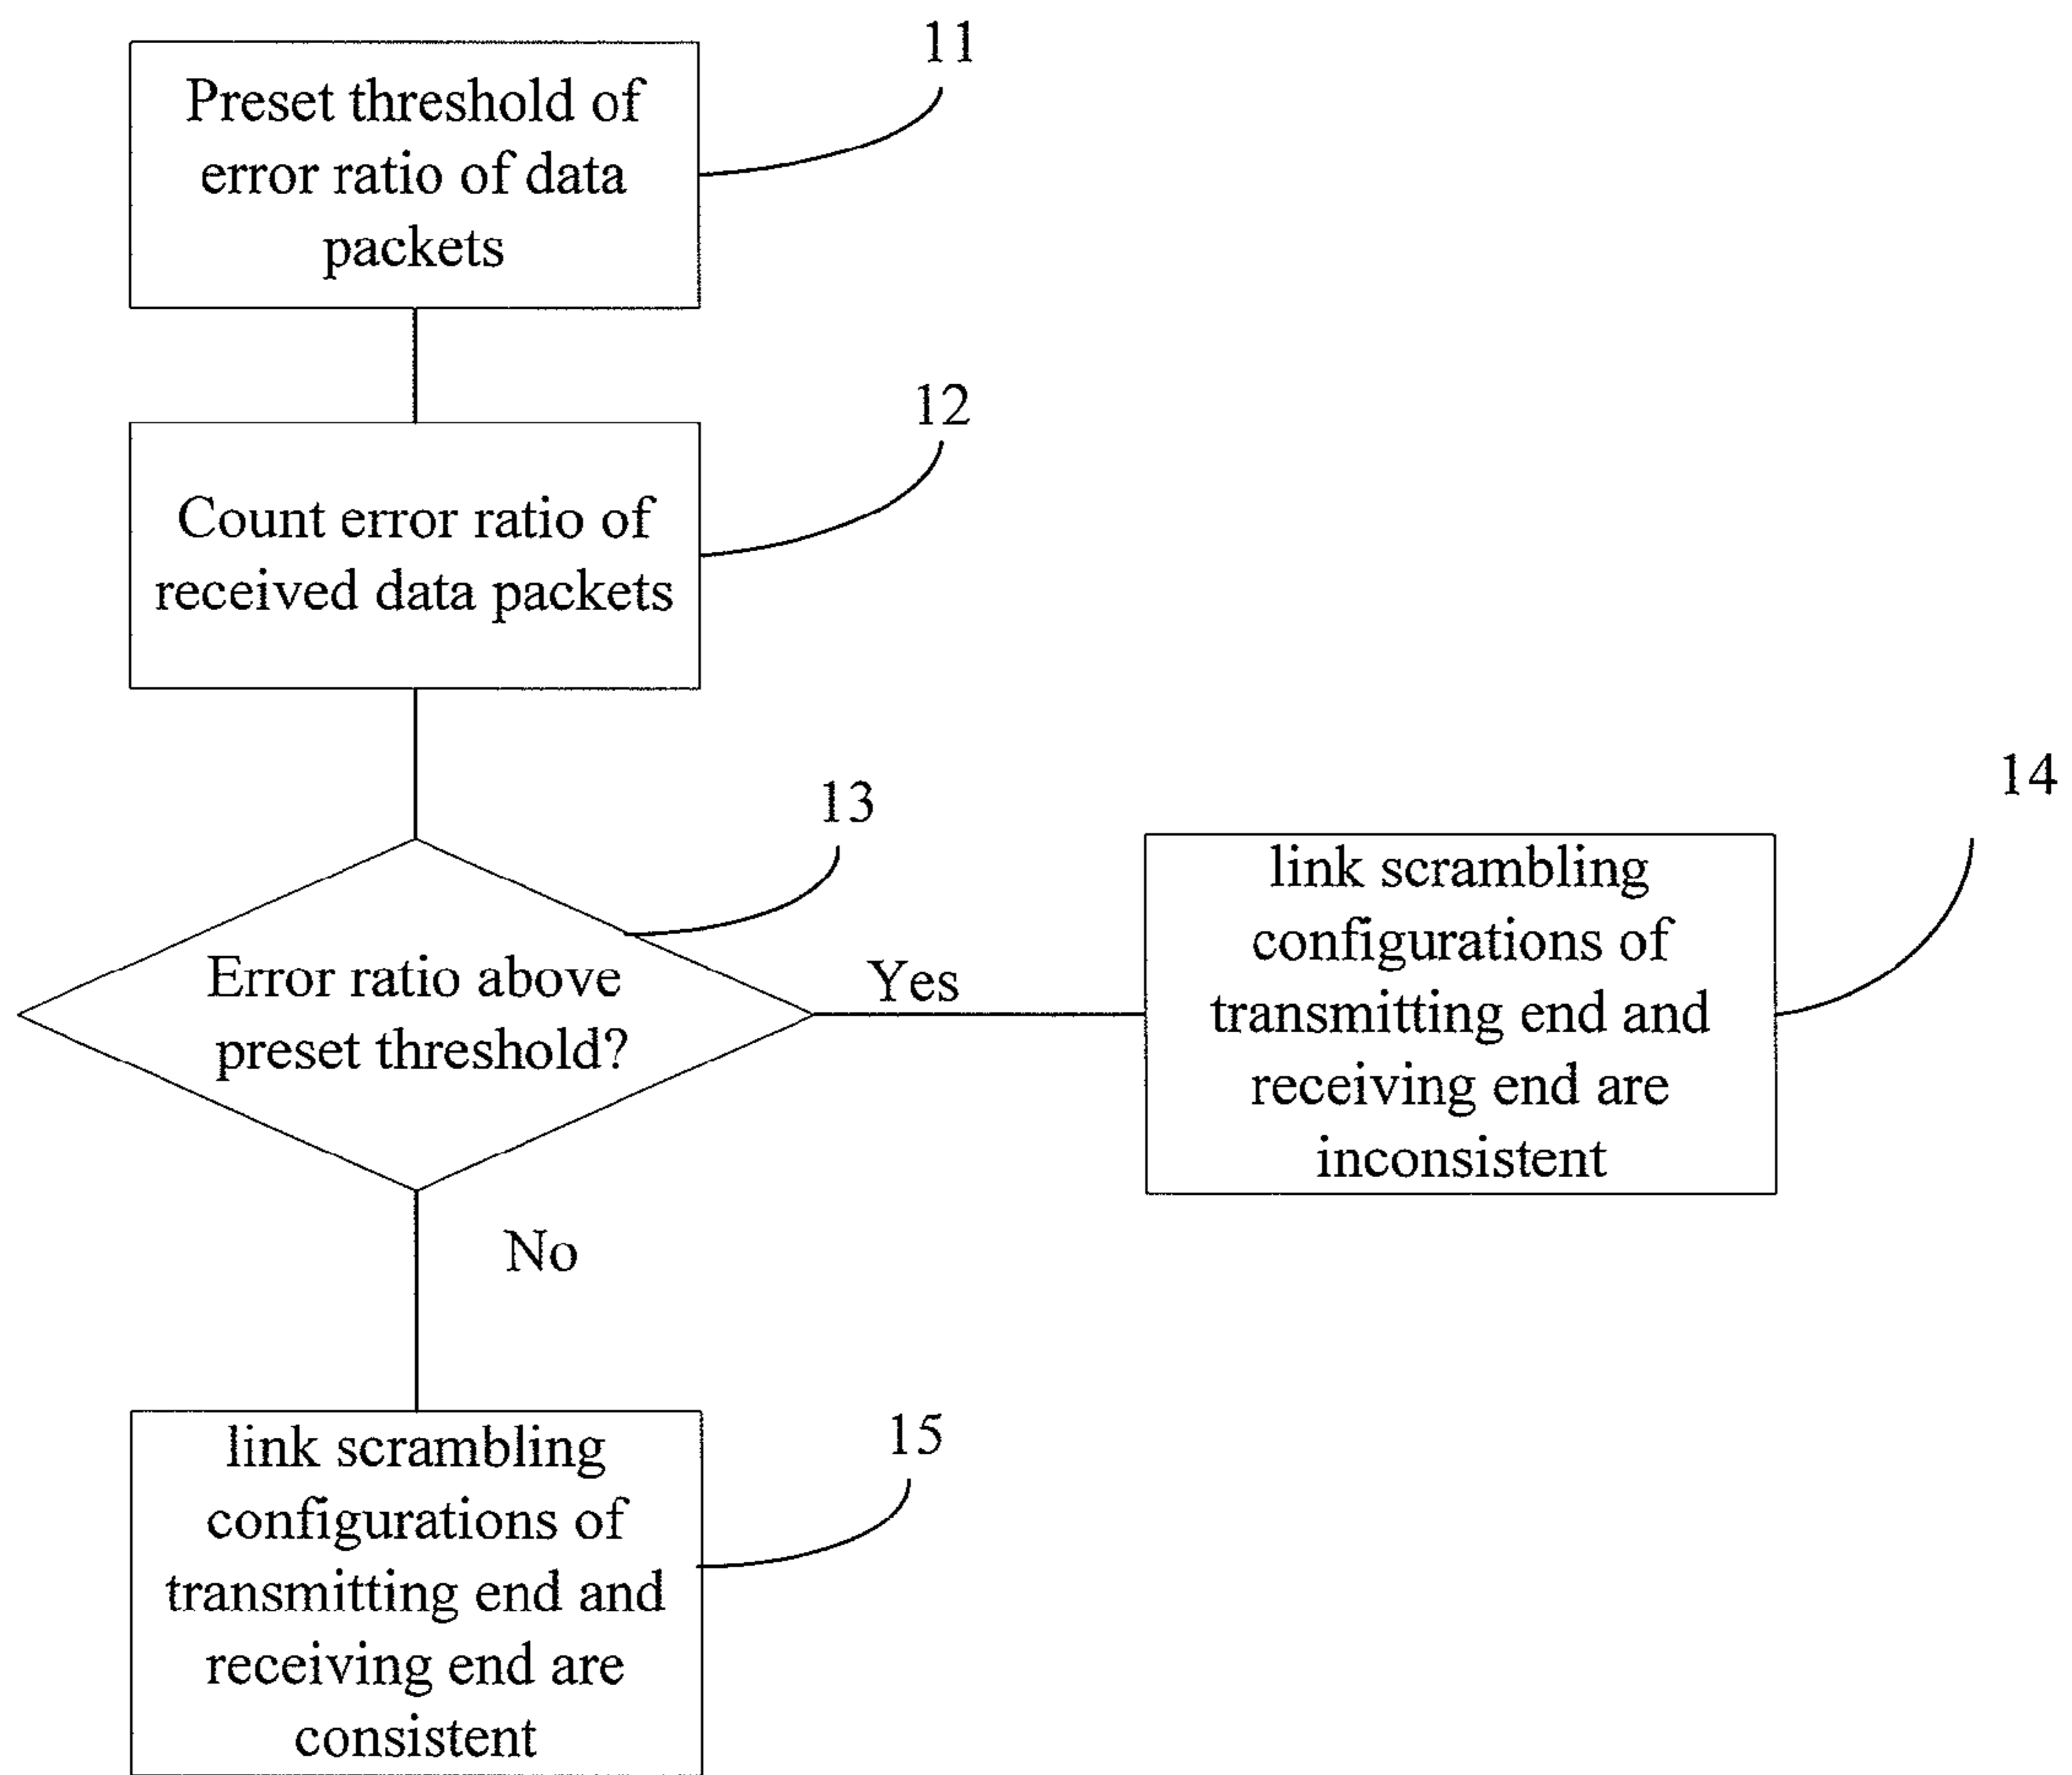 11
Preset threshold of
error ratio of data
packets
12
Count error ratio of
received data packets
13
Error ratio above
preset threshold?
Yes
14
link scrambling
configurations of
transmitting end and
receiving end are
inconsistent
No
15
link scrambling
configurations of
transmitting end and
receiving end are
consistent